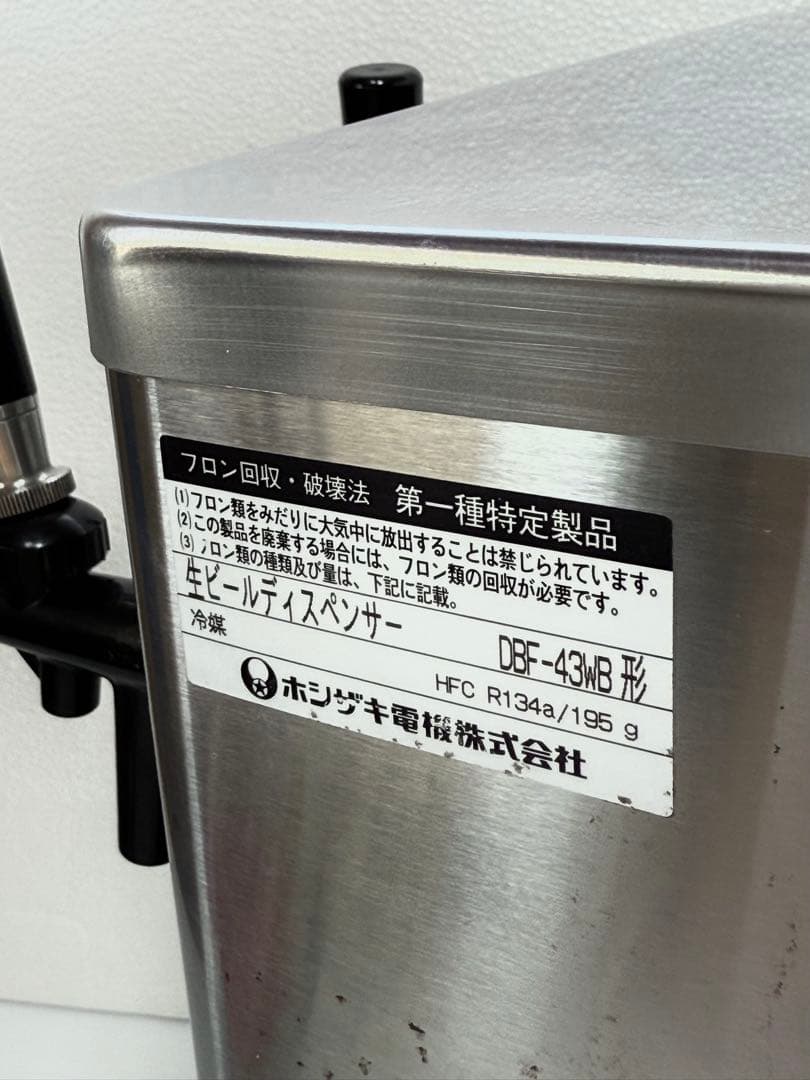 フロン回収・破壊法 第一種特定製品
(1)フロン類をみだりに大気中に放出することは禁じられています。
(2)この製品を廃棄する場合には、フロン類の回収が必要です。
(3)フロン類の種類及び量は、下記に記載。
生ビールディスペンサー DBF-43WB 形
冷媒 HFC R134a/195 g
ホシザキ電機株式会社